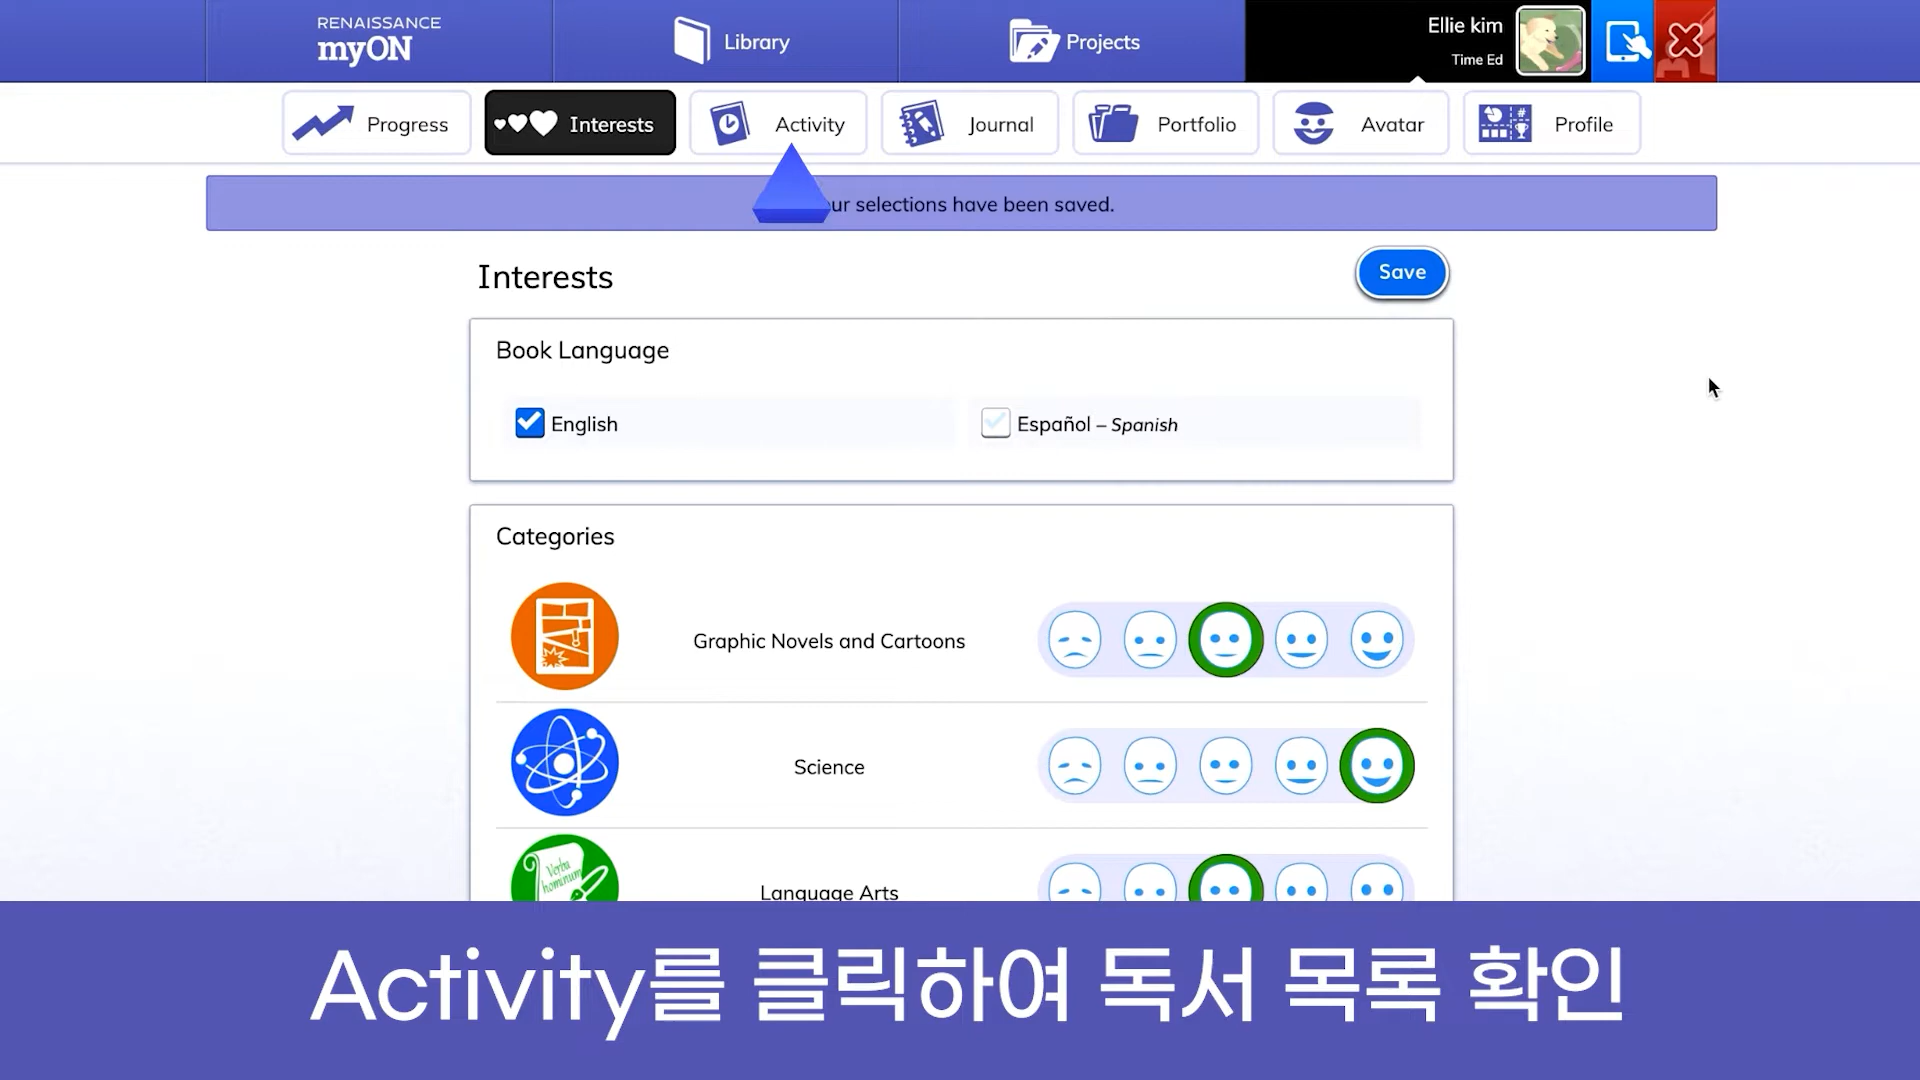 RENAISSANCE
myON
Library
Projects
Ellie kim
Time Ed
Progress
Interests
Activity
Journal
Portfolio
Avatar
Profile
selections have been saved.
Interests
Save
Book Language
English
Español – Spanish
Categories
Graphic Novels and Cartoons
Science
Verba
hominum
Language Arts
Activity를 클릭하여 독서 목록 확인